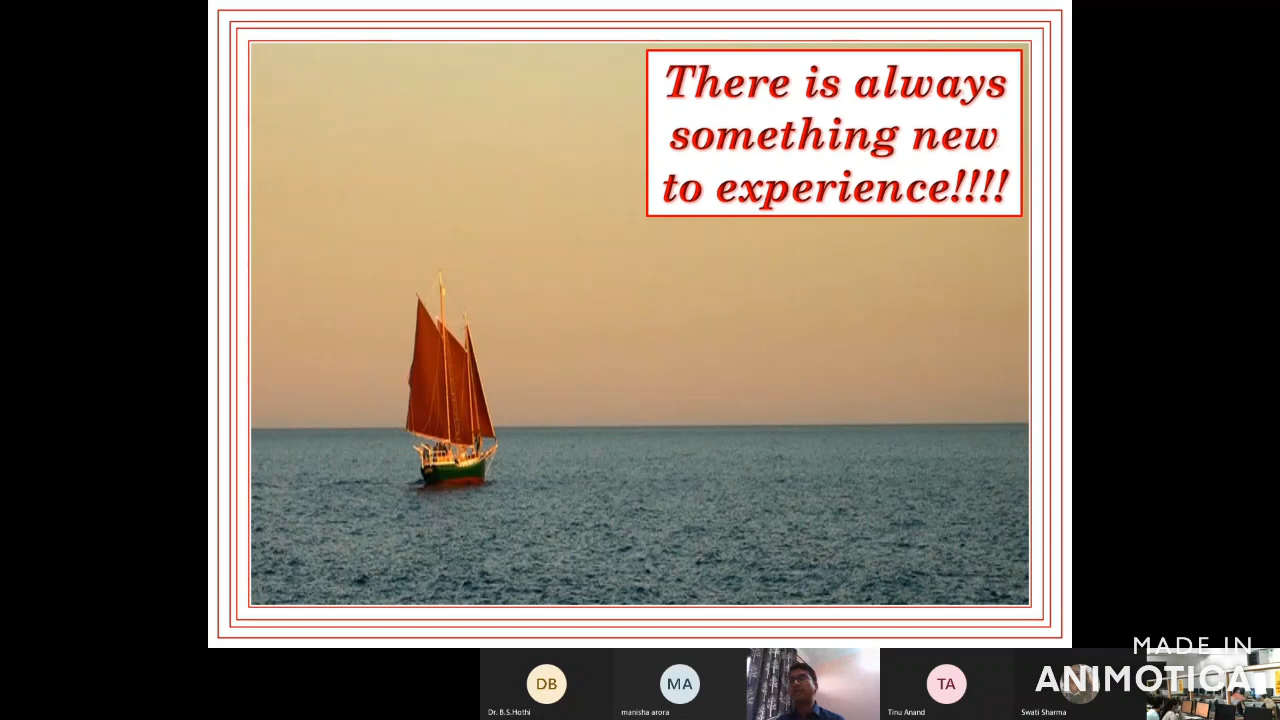 There is always
something new
to experience!!!!
MADE IN
ANIMOTICA
DB
MA
TA
Dr. B.S.Hothi
manisha arora
Tinu Anand
Swati Sharma